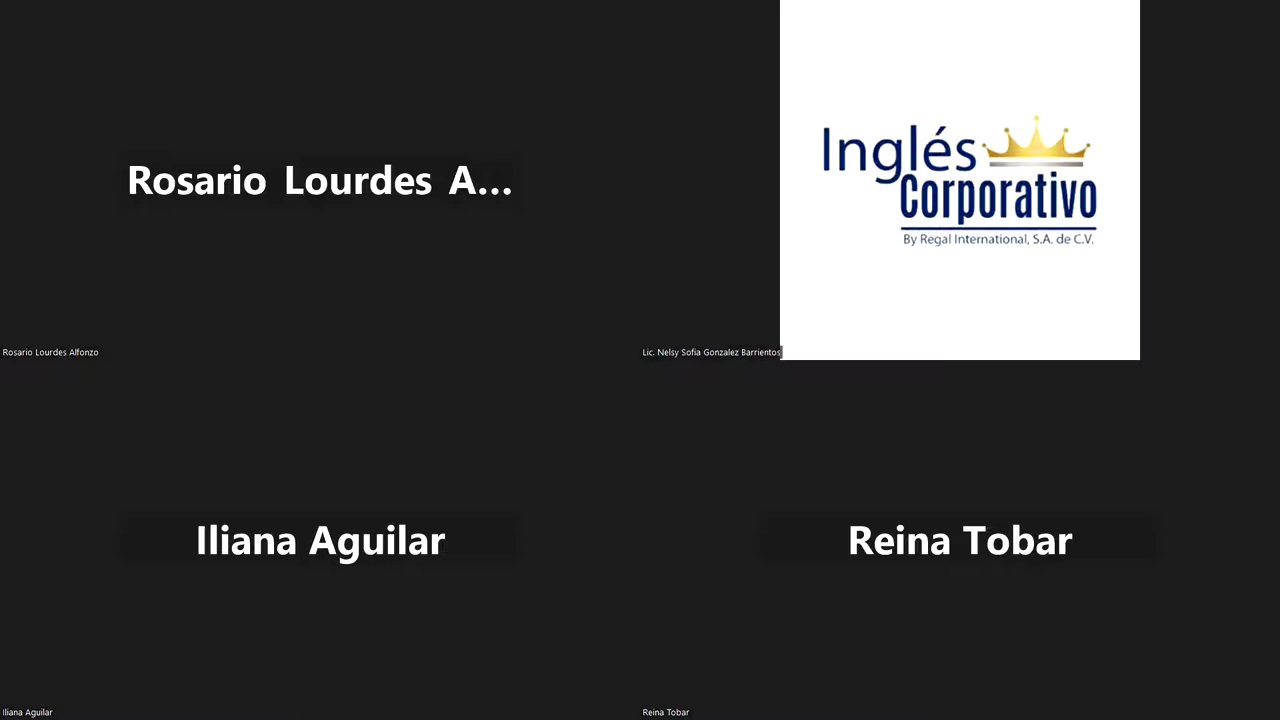 Rosario Lourdes A...
Rosario Lourdes Alfonzo
Inglés
Corporativo
By Regal International, S.A. de C.V.
Lic. Nelsy Sofia Gonzalez Barrientos
Iliana Aguilar
Iliana Aguilar
Reina Tobar
Reina Tobar